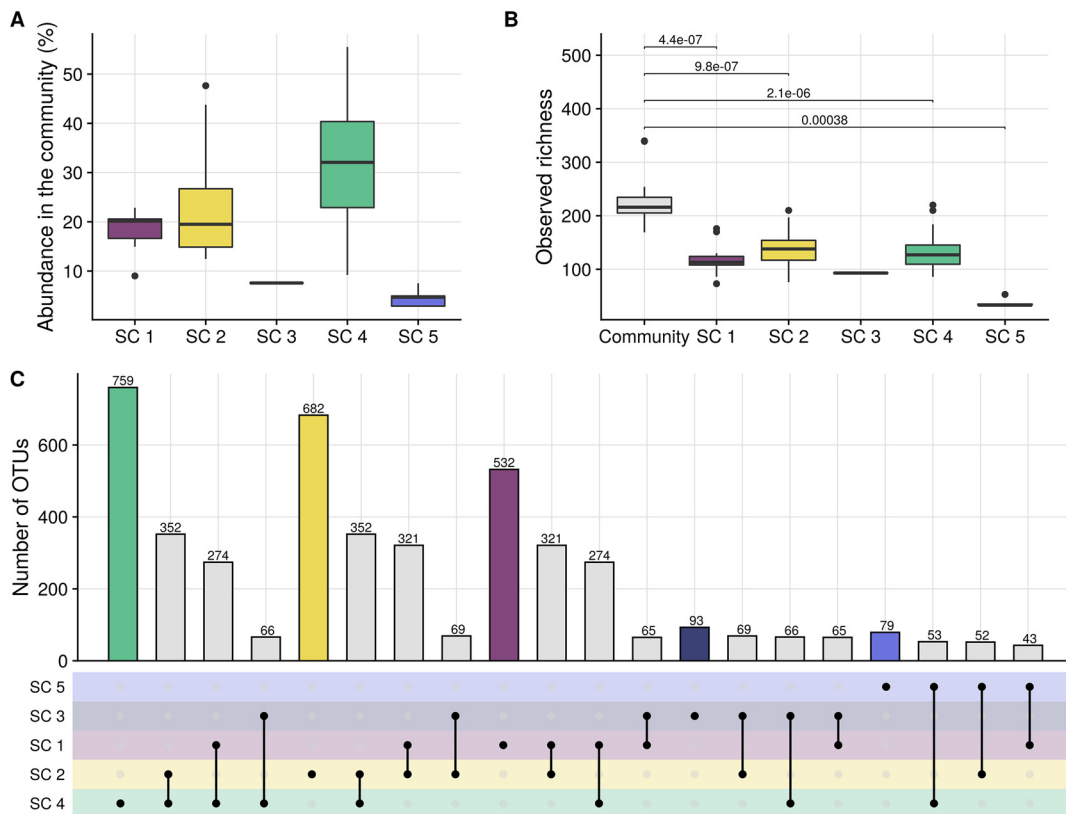 A
Abundance in the community (%)
50
40
30
20
10
SC 1 SC 2 SC 3 SC 4 SC 5
B
Observed richness
500
400
300
200
100
4.4e-07
9.8e-07
2.1e-06
0.00038
Community SC 1 SC 2 SC 3 SC 4 SC 5
C
Number of OTUs
600
400
200
0
759 352 274 66 682 352 321 69 532 321 274 65 93 69 66 65 79 53 52 43
SC 5
SC 3
SC 1
SC 2
SC 4